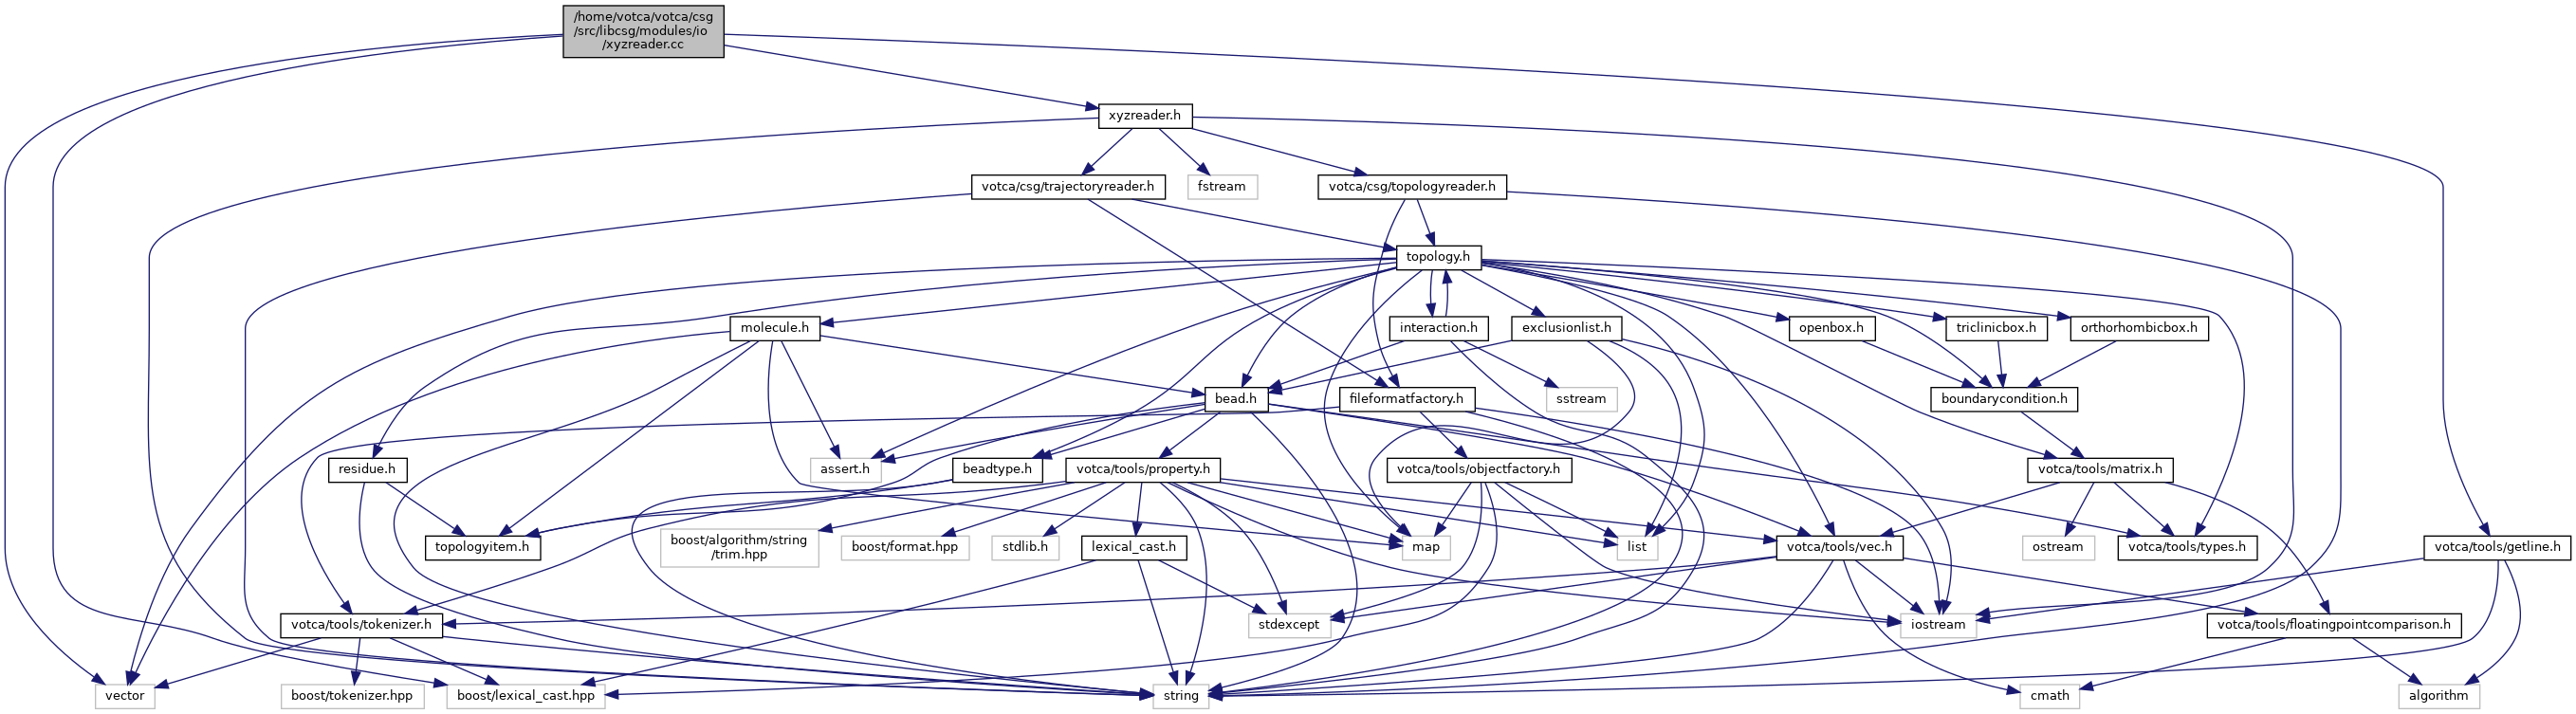 /home/votca/votca/csg
/src/libcsg/modules/io
/xyzreader.cc
xyzreader.h
votca/csg/trajectoryreader.h
fstream
votca/csg/topologyreader.h
topology.h
molecule.h
interaction.h
exclusionlist.h
openbox.h
triclinicbox.h
orthorhombicbox.h
bead.h
fileformatfactory.h
sstream
boundarycondition.h
residue.h
assert.h
beadtype.h
votca/tools/property.h
votca/tools/objectfactory.h
votca/tools/matrix.h
topologyitem.h
boost/algorithm/string
/trim.hpp
boost/format.hpp
stdlib.h
lexical_cast.h
map
list
votca/tools/vec.h
ostream
votca/tools/types.h
votca/tools/getline.h
votca/tools/tokenizer.h
stdexcept
iostream
votca/tools/floatingpointcomparison.h
vector
boost/tokenizer.hpp
boost/lexical_cast.hpp
string
cmath
algorithm